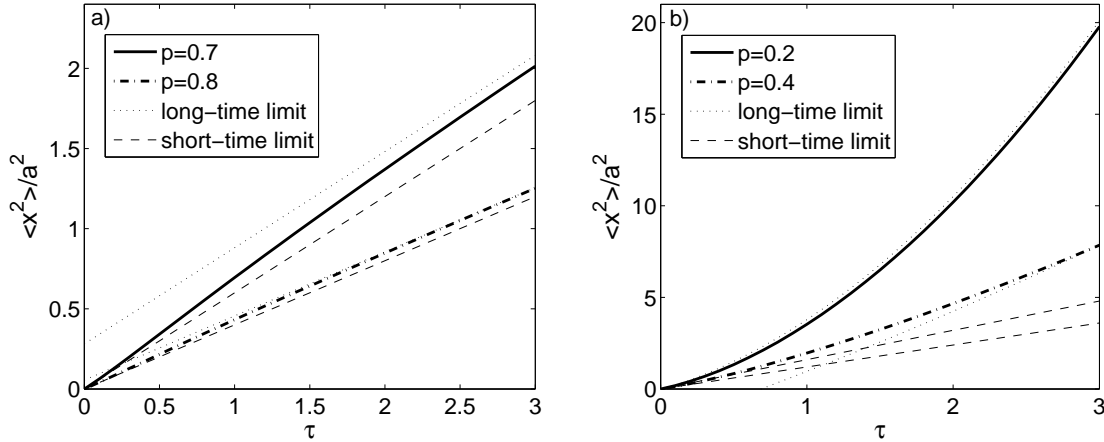 a)
p=0.7
p=0.8
long−time limit
short−time limit
<x²>/a²
2
1.5
1
0.5
0
0 0.5 1 1.5 2 2.5 3
τ
b)
p=0.2
p=0.4
long−time limit
short−time limit
<x²>/a²
20
15
10
5
0
0 1 2 3
τ